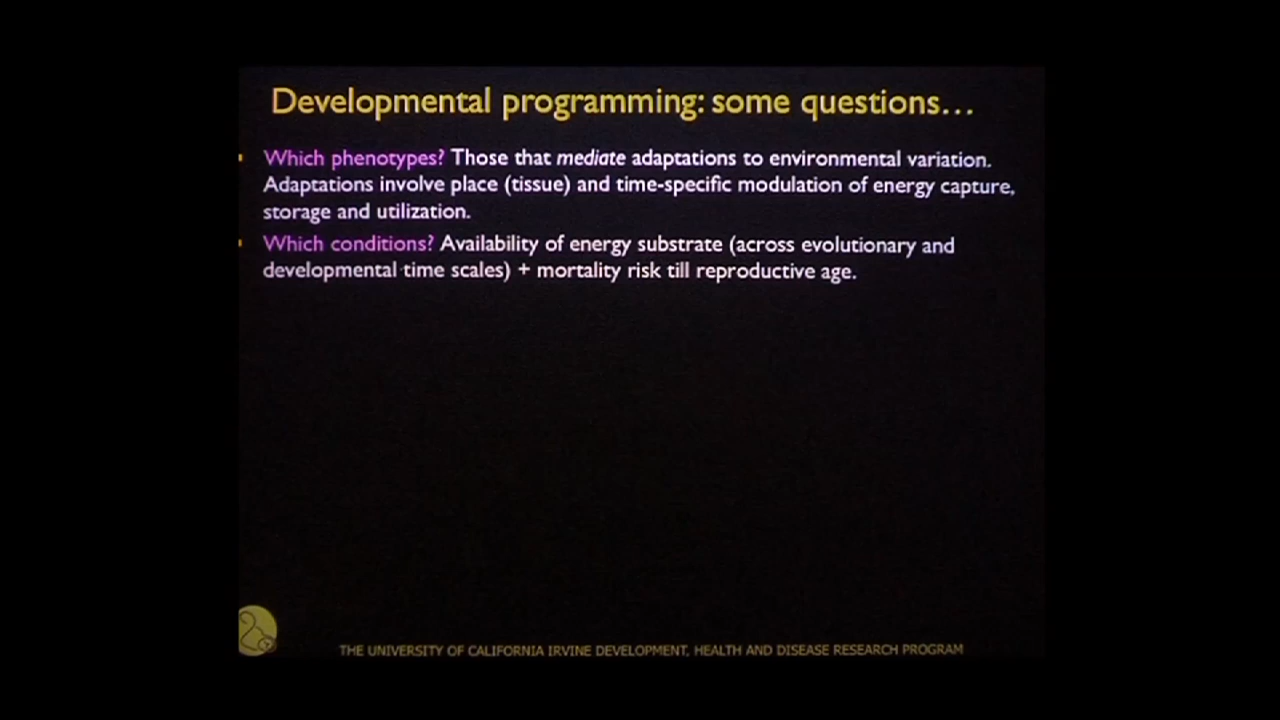 Developmental programming: some questions...
Which phenotypes? Those that mediate adaptations to environmental variation.
Adaptations involve place (tissue) and time-specific modulation of energy capture,
storage and utilization.
Which conditions? Availability of energy substrate (across evolutionary and
developmental time scales) + mortality risk till reproductive age.
THE UNIVERSITY OF CALIFORNIA IRVINE DEVELOPMENT, HEALTH AND DISEASE RESEARCH PROGRAM